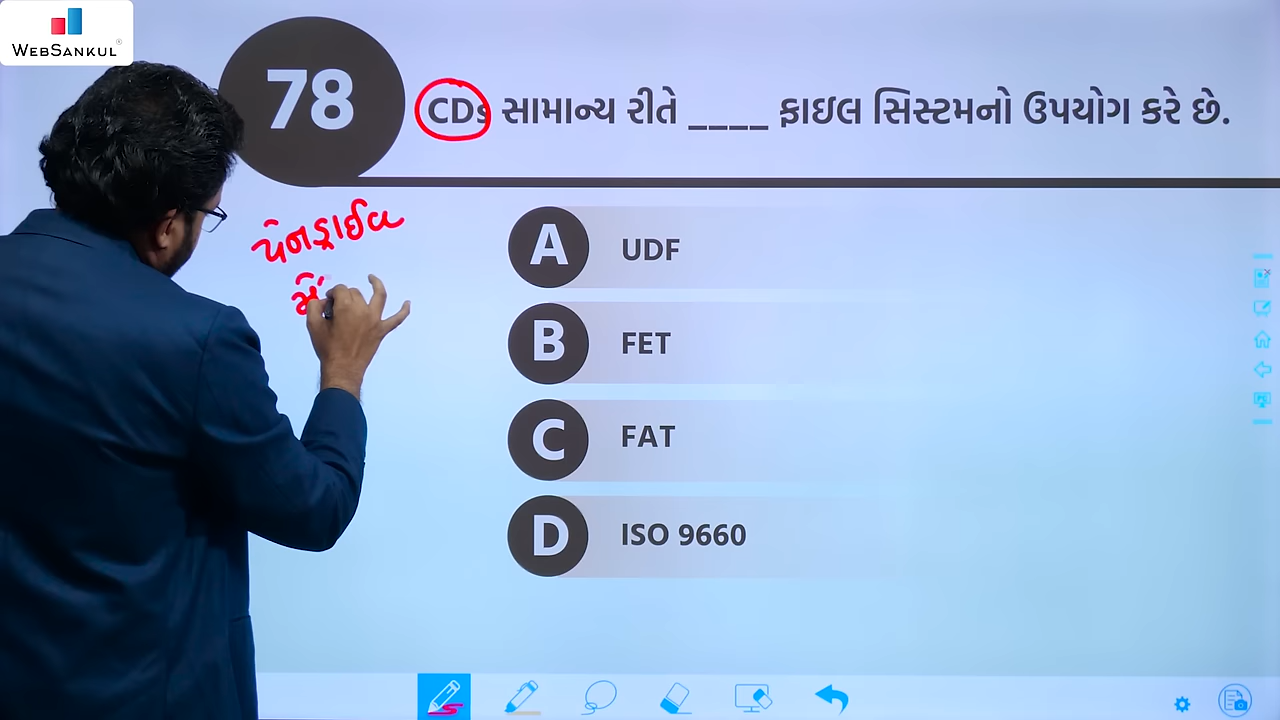 WEBSANKUL
78
CDs સામાન્ય રીતે ____ ફાઇલ સિસ્ટમનો ઉપયોગ કરે છે.
પેનડ્રાઈવ
A UDF
B FET
C FAT
D ISO 9660